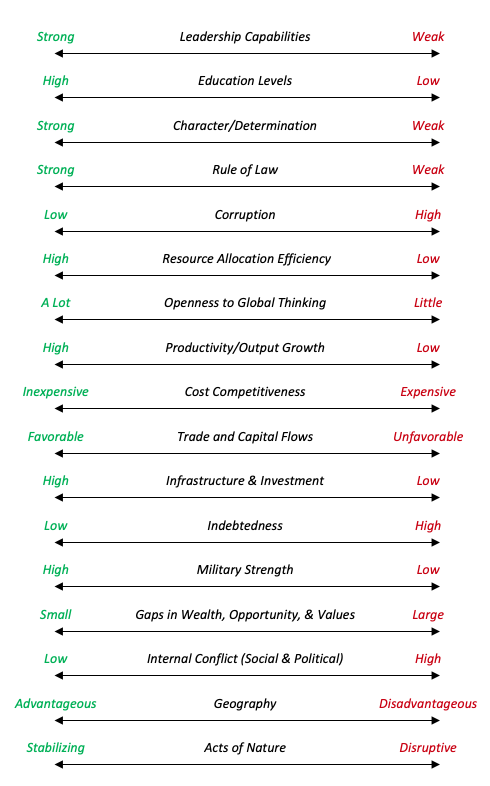 Strong Leadership Capabilities Weak
High Education Levels Low
Strong Character/Determination Weak
Strong Rule of Law Weak
Low Corruption High
High Resource Allocation Efficiency Low
A Lot Openness to Global Thinking Little
High Productivity/Output Growth Low
Inexpensive Cost Competitiveness Expensive
Favorable Trade and Capital Flows Unfavorable
High Infrastructure & Investment Low
Low Indebtedness High
High Military Strength Low
Small Gaps in Wealth, Opportunity, & Values Large
Low Internal Conflict (Social & Political) High
Advantageous Geography Disadvantageous
Stabilizing Acts of Nature Disruptive